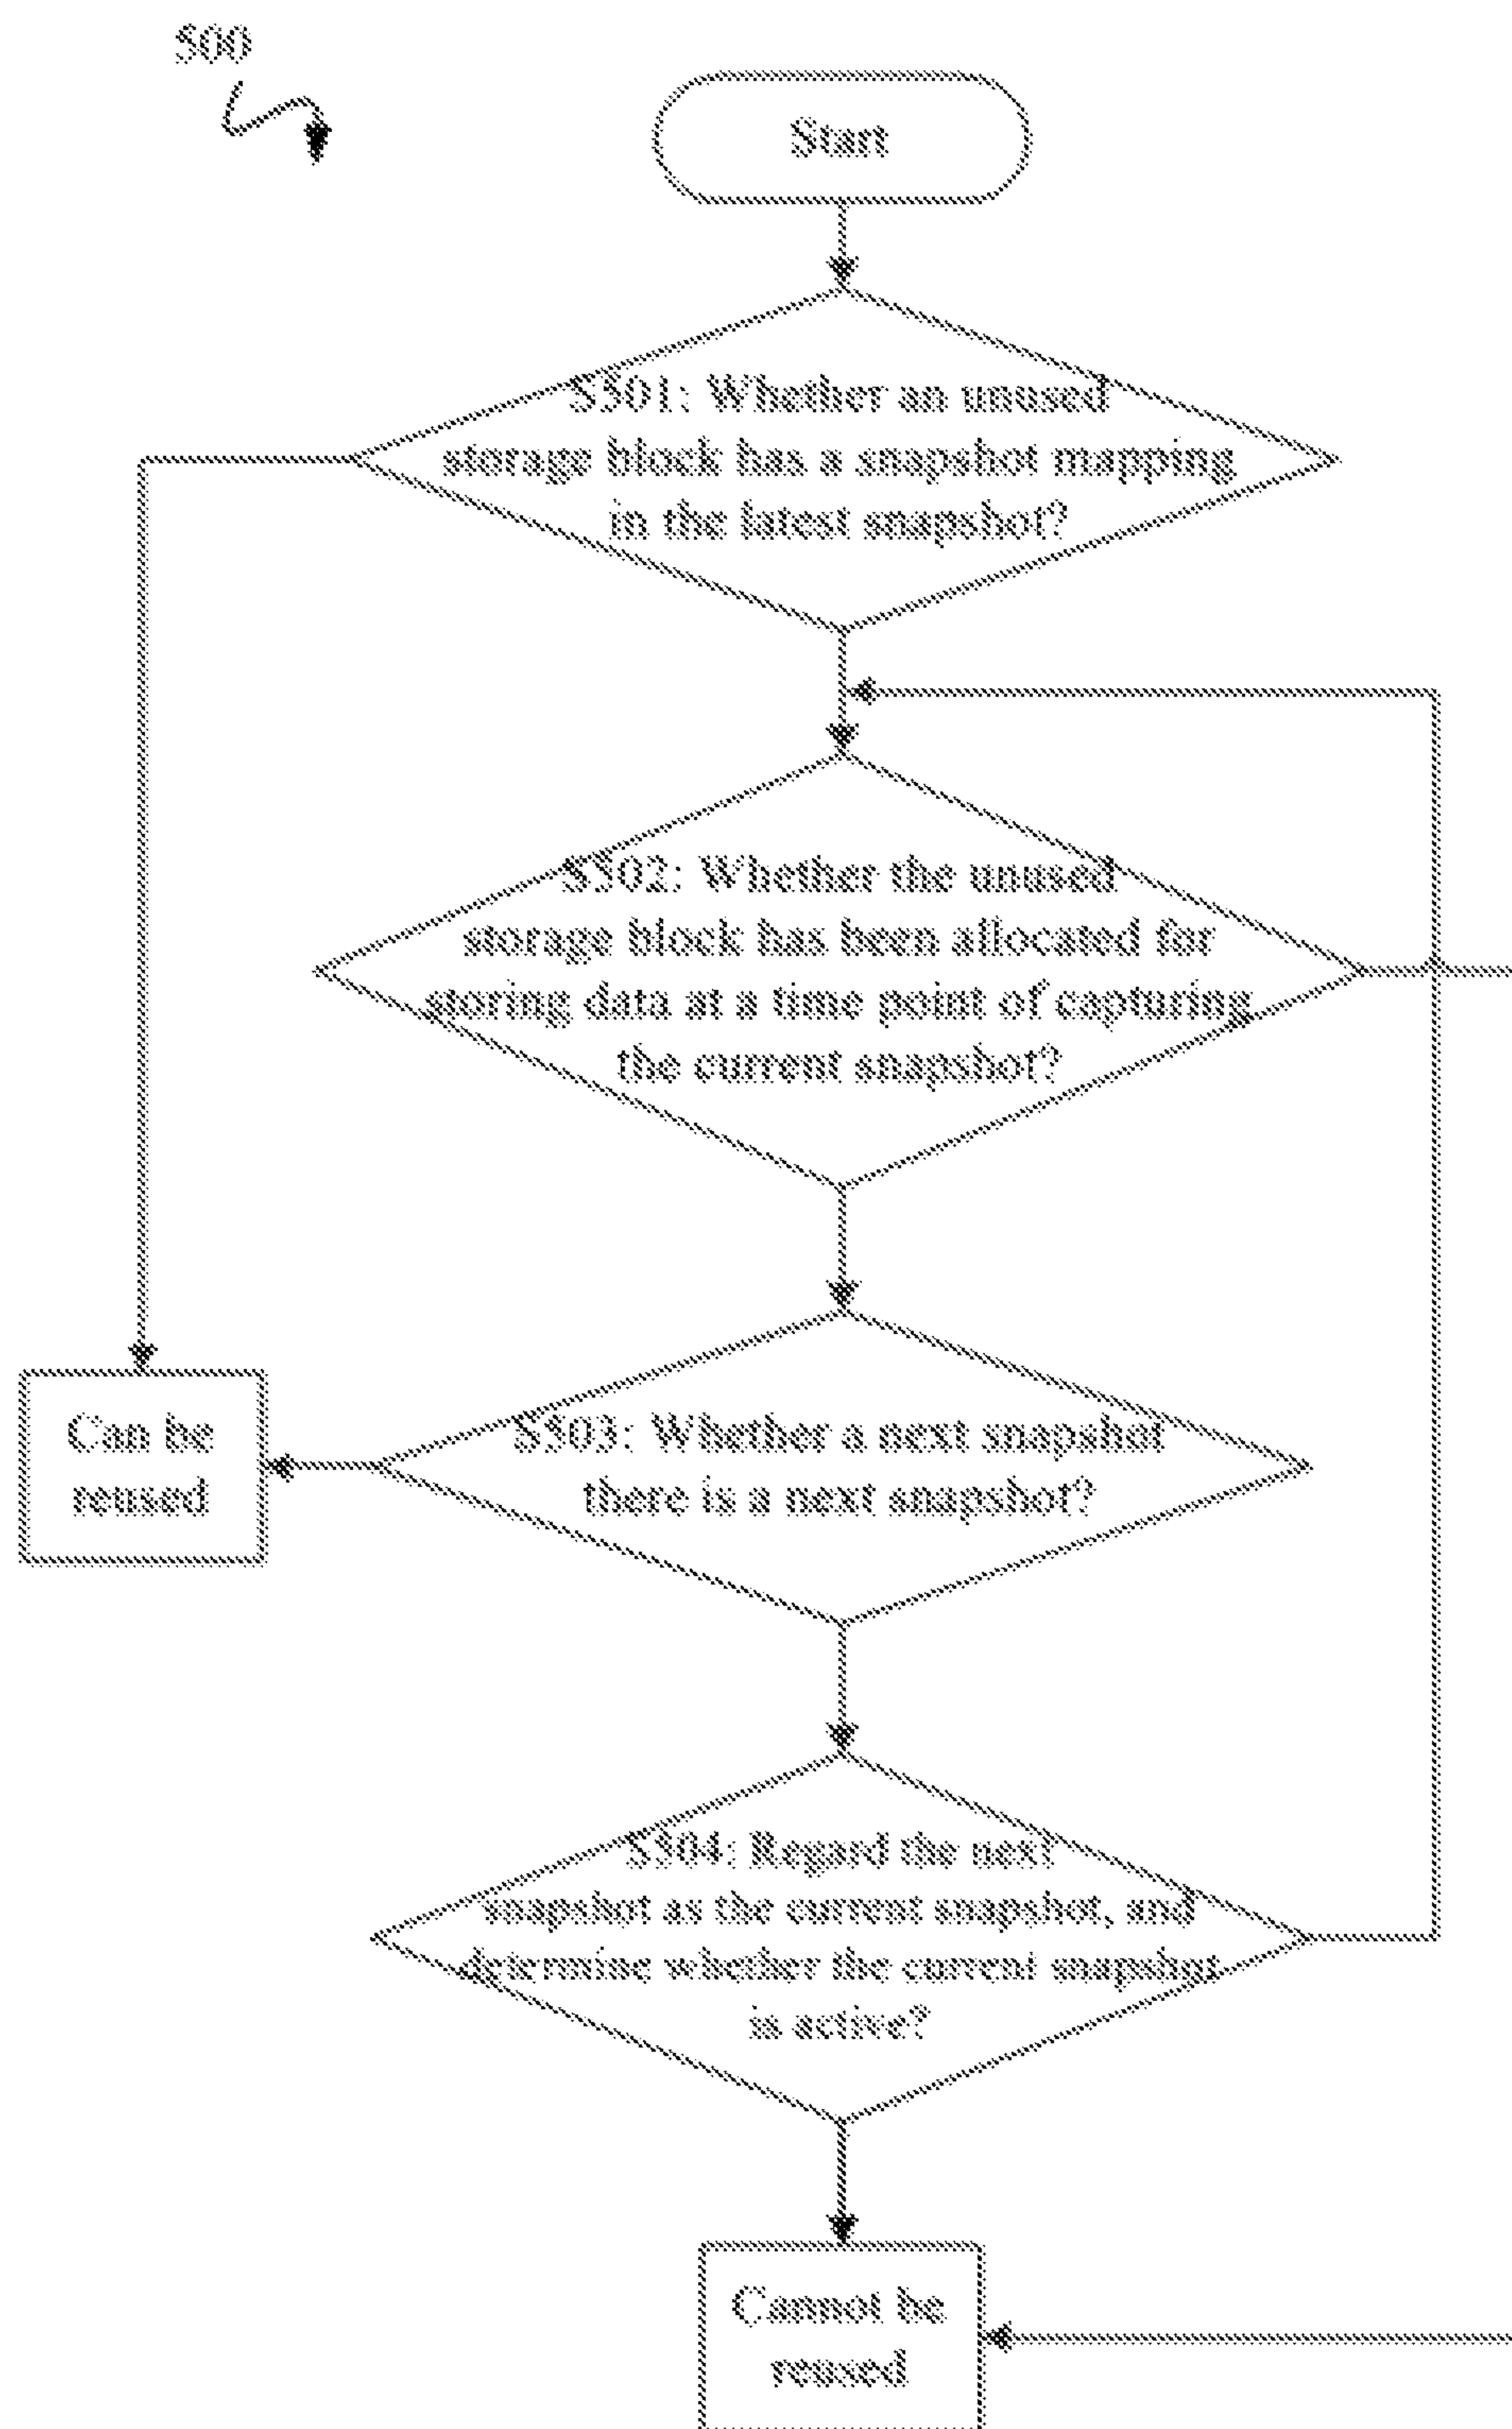 500
Start
S501: Whether an unused
storage block has a snapshot mapping
in the latest snapshot?
S502: Whether the unused
storage block has been allocated for
storing data at a time point of capturing
the current snapshot?
Can be
reused
S503: Whether a next snapshot
there is a next snapshot?
S504: Regard the next
snapshot as the current snapshot, and
determine whether the current snapshot
is active?
Cannot be
reused